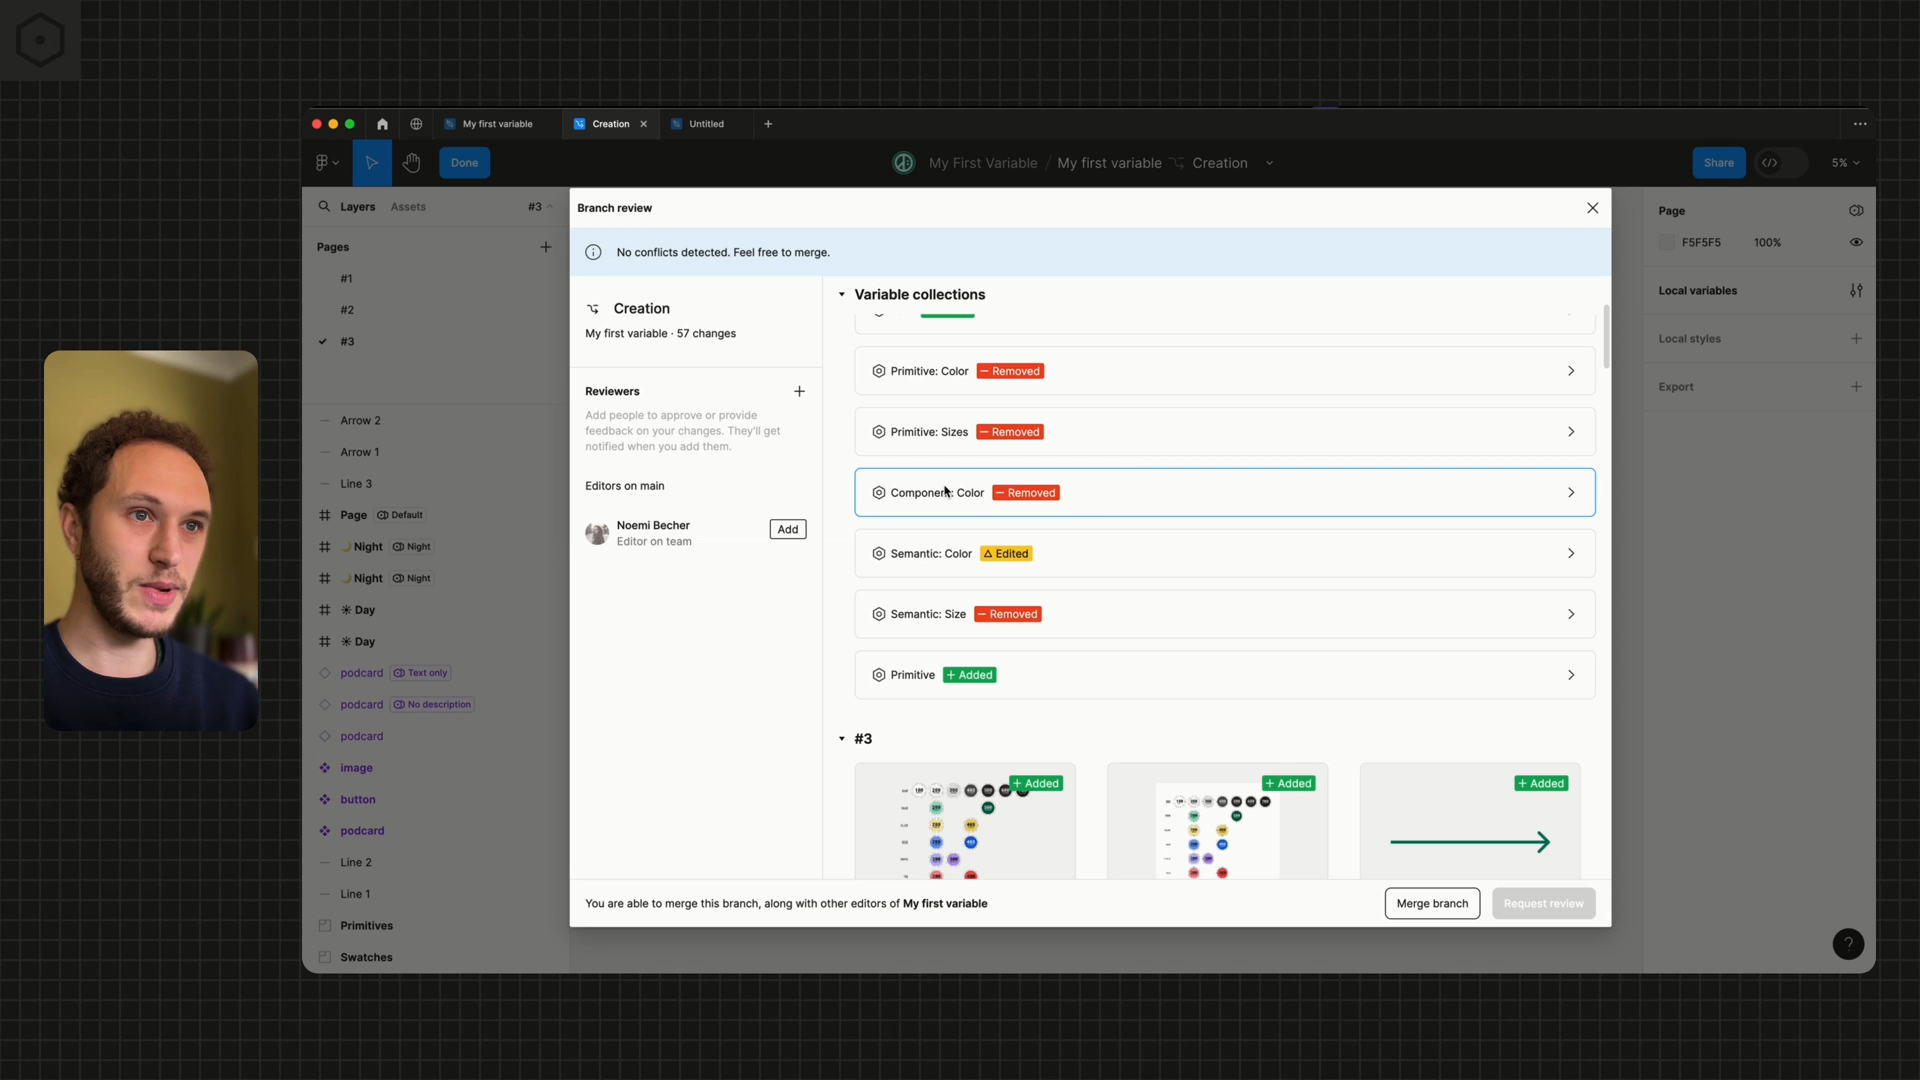 My first variable
Creation
Untitled
Done
My First Variable / My first variable Creation
Share
5%
Layers
Assets
#3
Pages
#1
#2
#3
Arrow 2
Arrow 1
Line 3
Page Default
🌙 Night Night
🌙 Night Night
☀ Day
☀ Day
podcard Text only
podcard No description
podcard
image
button
podcard
Line 2
Line 1
Primitives
Swatches
Branch review
No conflicts detected. Feel free to merge.
Creation
My first variable · 57 changes
Reviewers
Add people to approve or provide
feedback on your changes. They'll get
notified when you add them.
Editors on main
Noemi Becher
Editor on team
Add
Variable collections
Primitive: Color − Removed
Primitive: Sizes − Removed
Component: Color − Removed
Semantic: Color Edited
Semantic: Size − Removed
Primitive + Added
#3
+ Added
+ Added
+ Added
You are able to merge this branch, along with other editors of My first variable
Merge branch
Request review
Page
F5F5F5 100%
Local variables
Local styles
Export
?